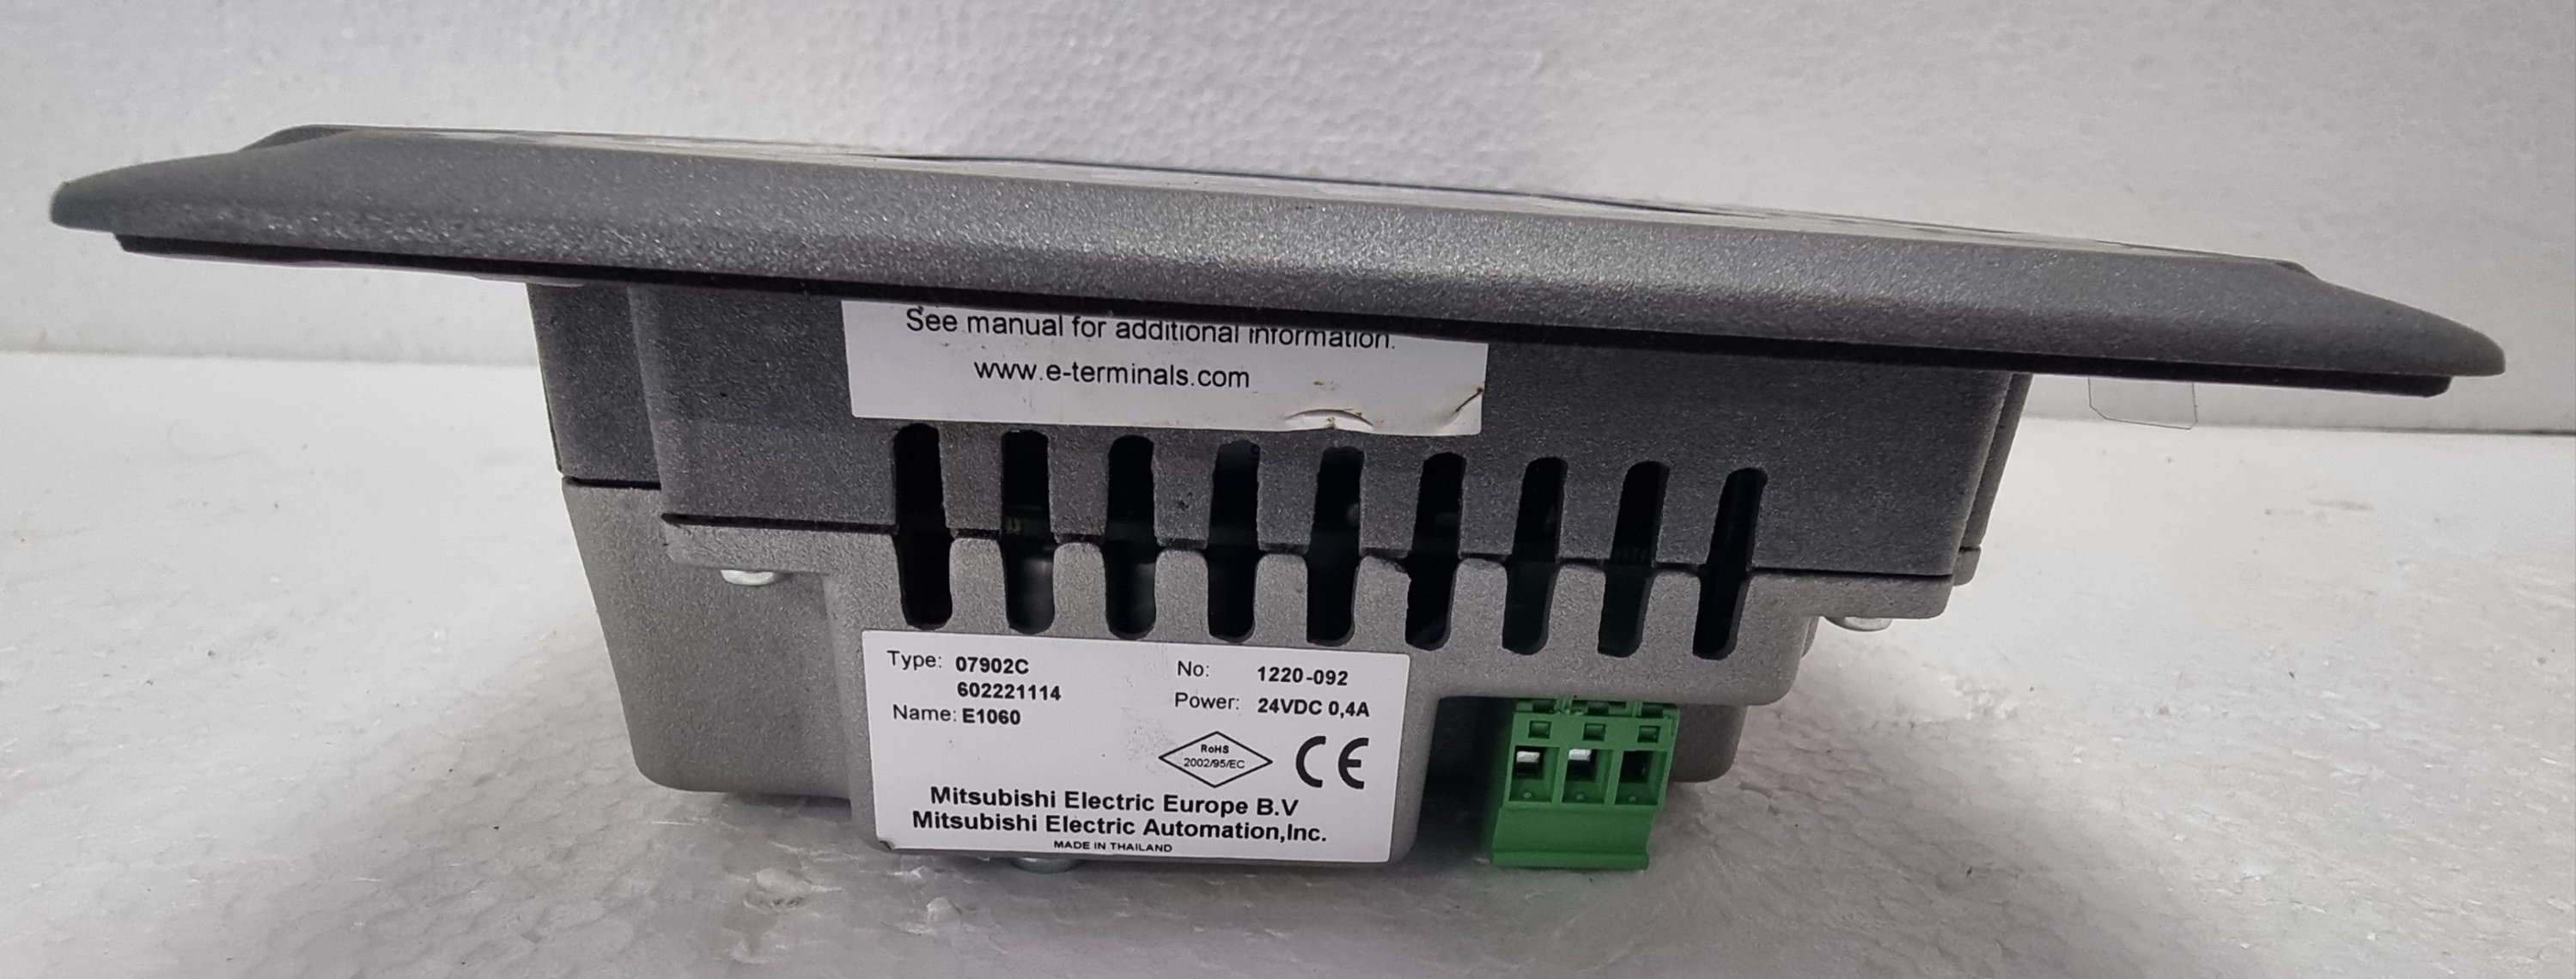 See manual for additional information.
www.e-terminals.com
Type: 07902C
602221114
Name: E1060
No: 1220-092
Power: 24VDC 0,4A
RoHS
2002/95/EC
CE
Mitsubishi Electric Europe B.V
Mitsubishi Electric Automation,Inc.
MADE IN THAILAND